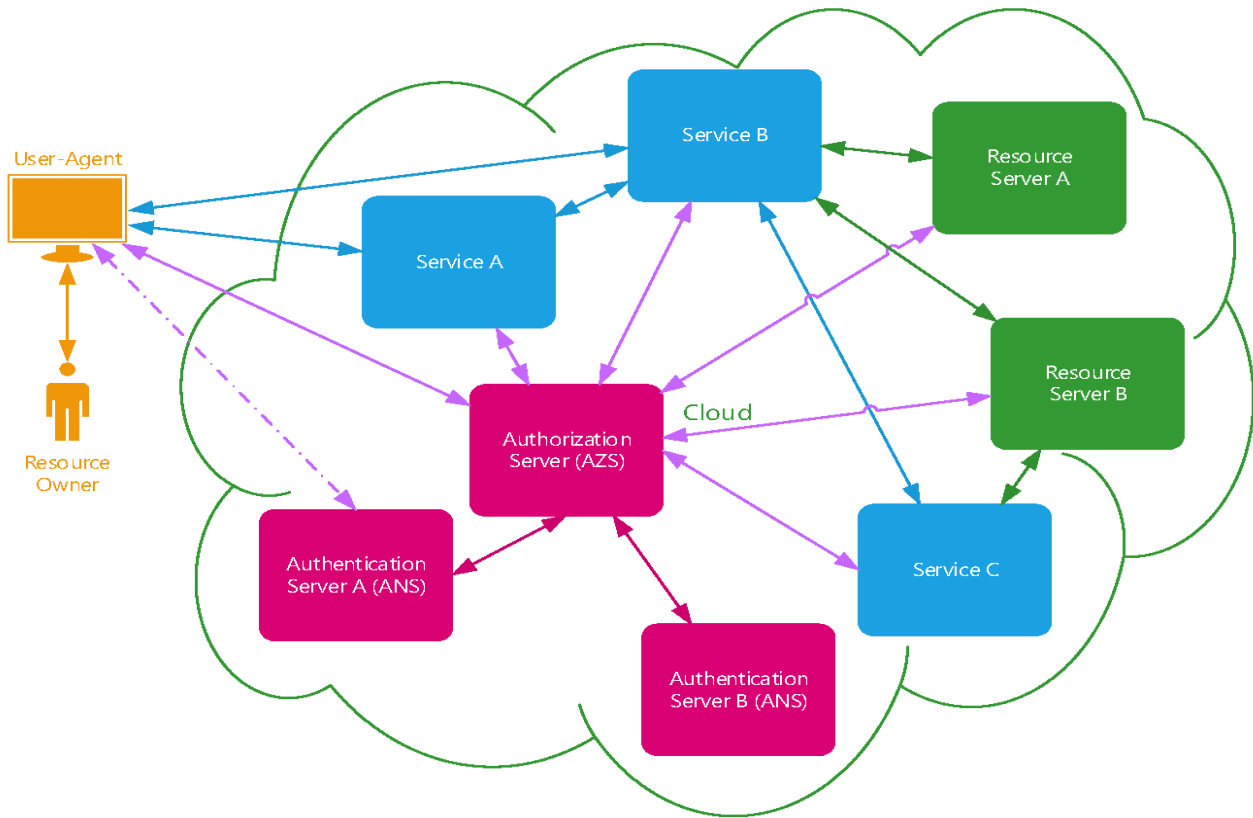 Service B
Resource
Server A
User-Agent
Service A
Resource
Server B
Cloud
Authorization
Server (AZS)
Resource
Owner
Authentication
Server A (ANS)
Service C
Authentication
Server B (ANS)